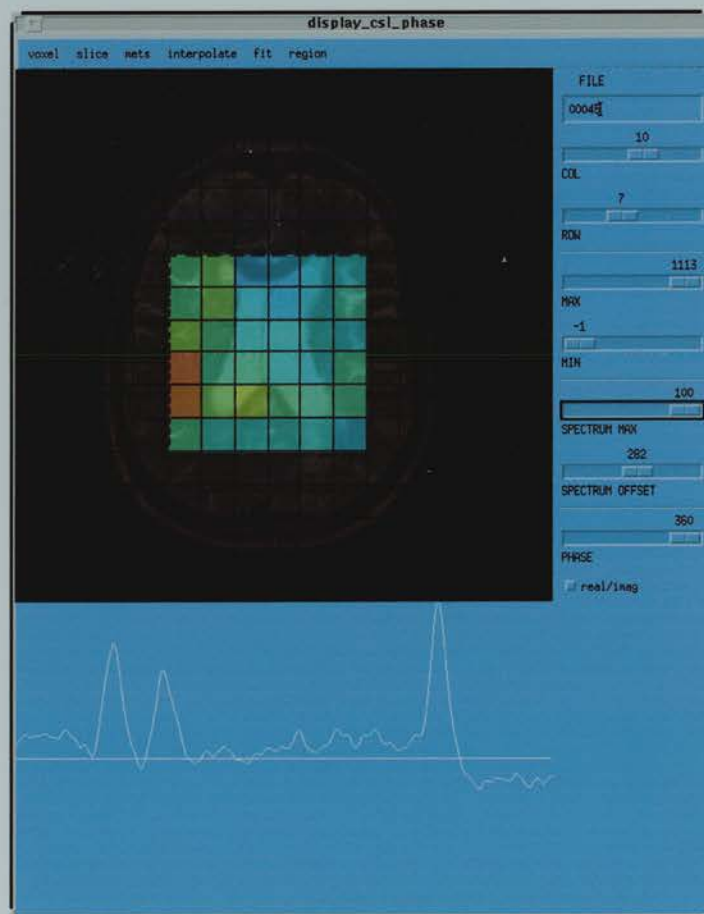 display_csl_phase
voxel slice mets interpolate fit region
FILE
00045
10
COL
7
ROW
1113
MAX
-1
MIN
100
SPECTRUM MAX
282
SPECTRUM OFFSET
360
PHASE
real/imag